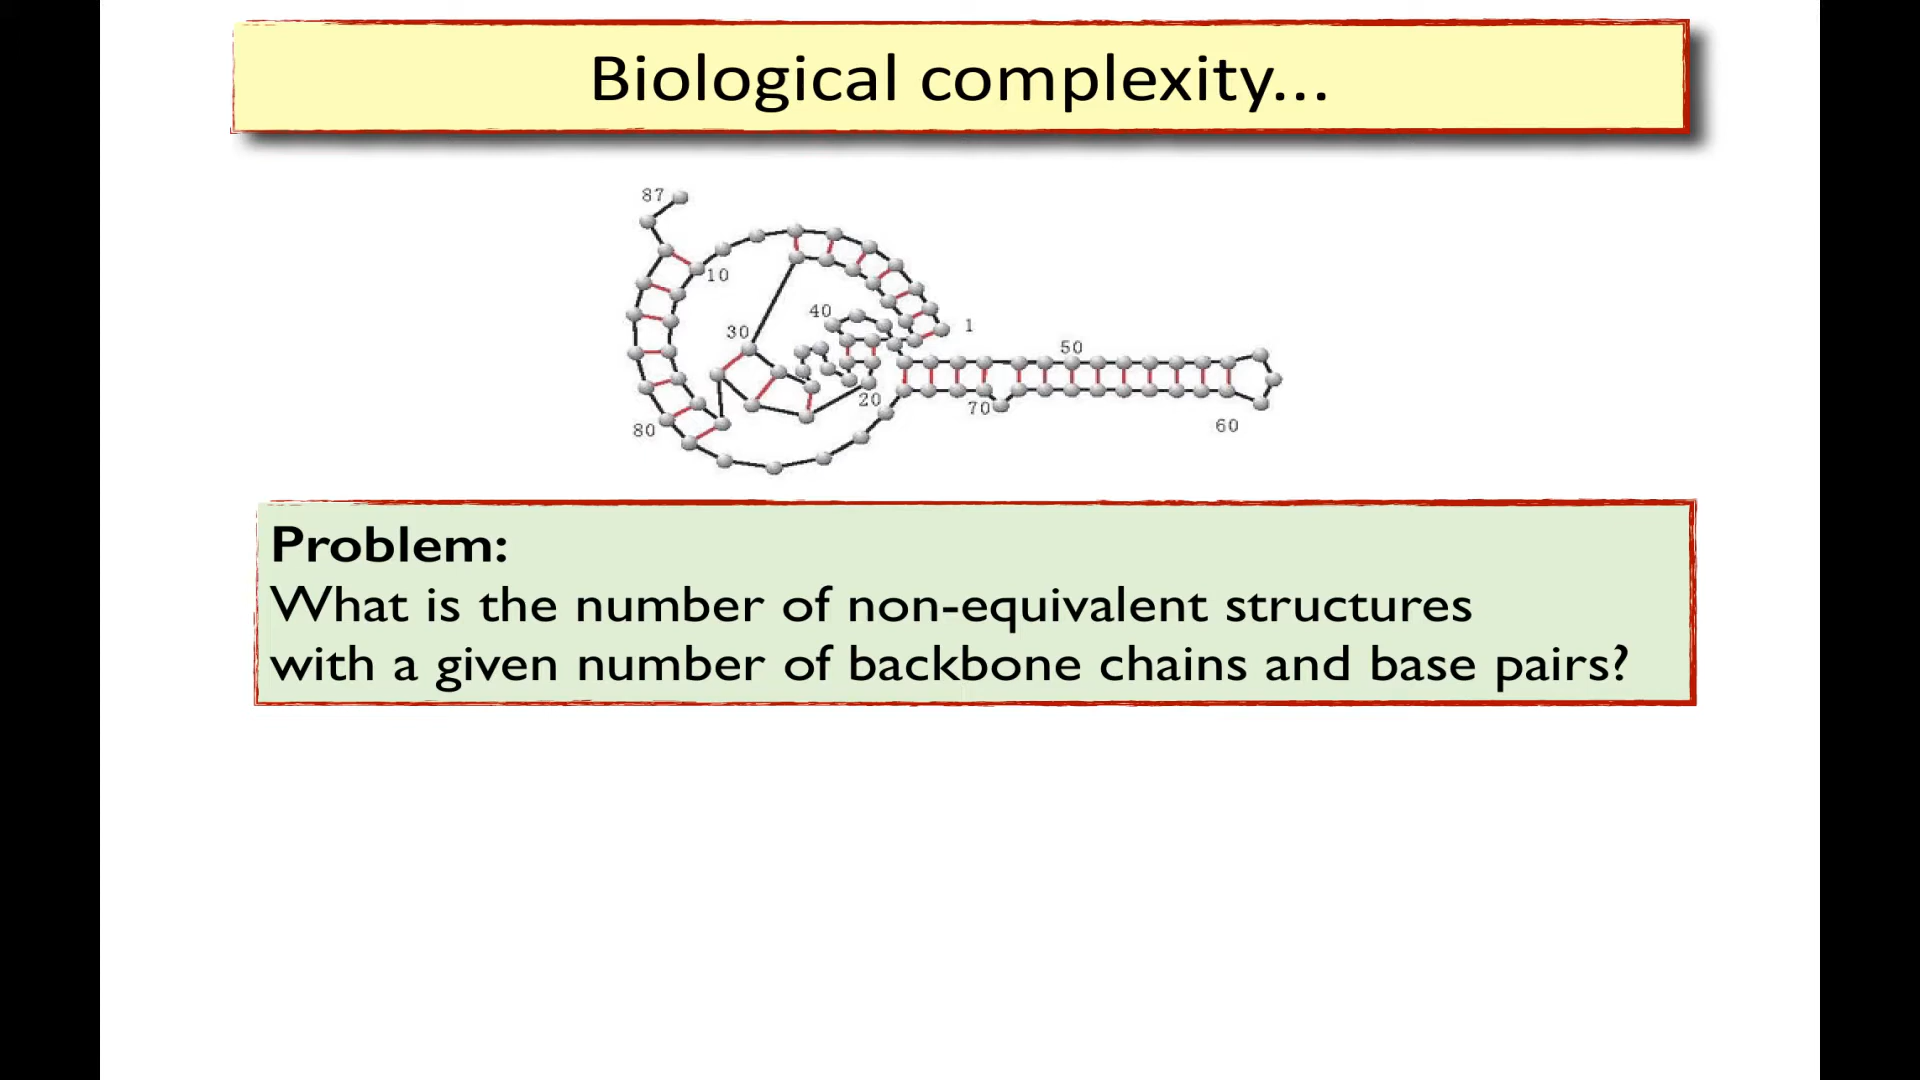 Biological complexity...
87
10
1
40
30
50
20
70
60
80
Problem:
What is the number of non-equivalent structures
with a given number of backbone chains and base pairs?